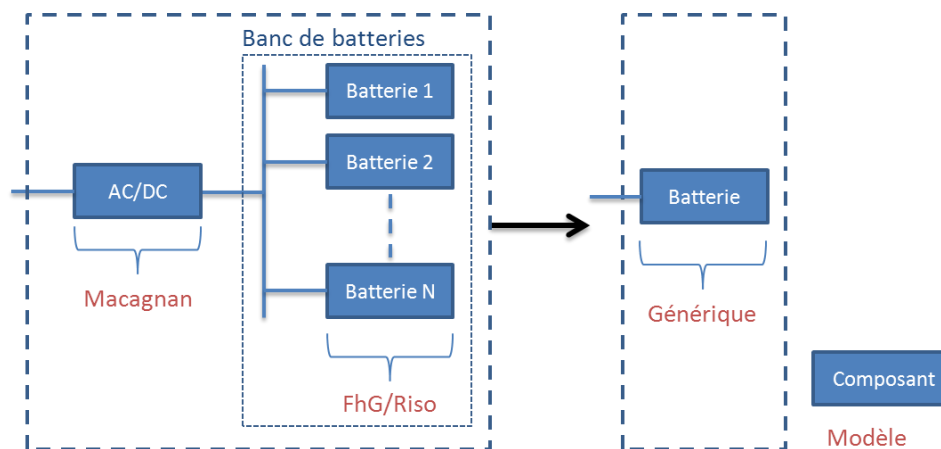 Banc de batteries
Batterie 1
Batterie 2
AC/DC
Batterie N
Macagnan
FhG/Riso
Batterie
Générique
Composant
Modèle